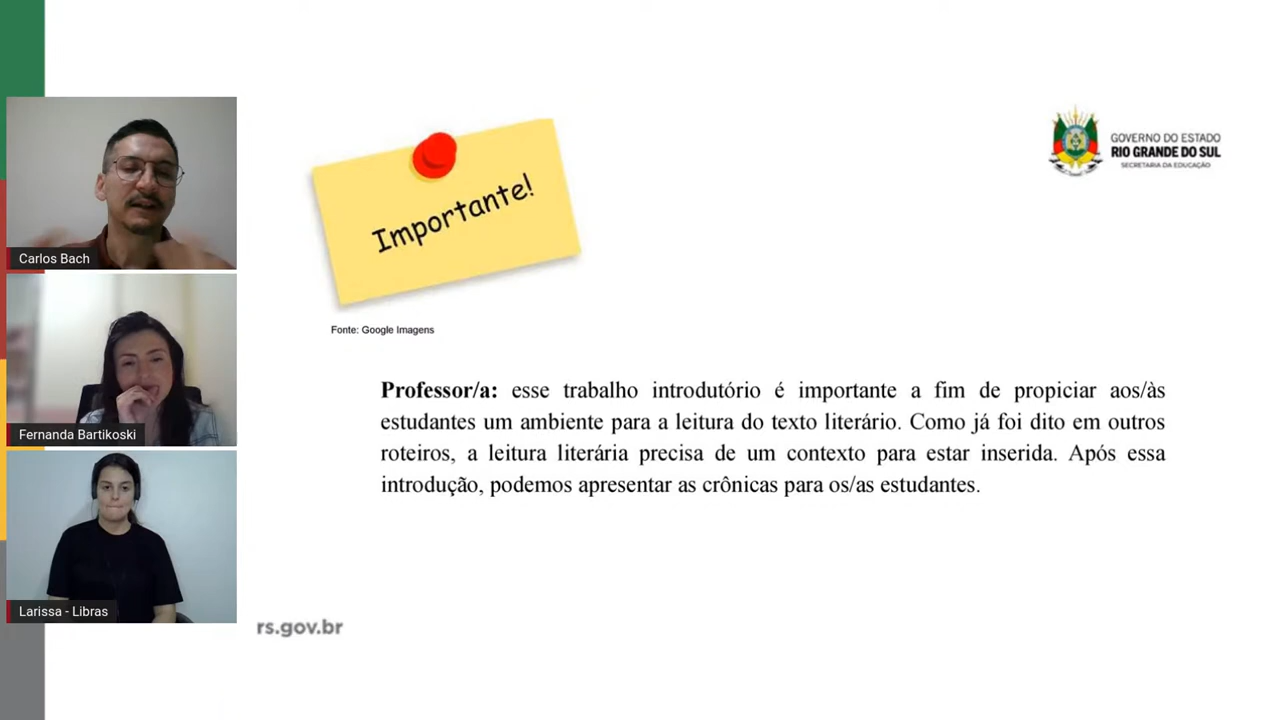 Carlos Bach
Fernanda Bartikoski
Larissa - Libras
Importante!
Fonte: Google Imagens
GOVERNO DO ESTADO
RIO GRANDE DO SUL
SECRETARIA DA EDUCAÇÃO
Professor/a: esse trabalho introdutório é importante a fim de propiciar aos/às
estudantes um ambiente para a leitura do texto literário. Como já foi dito em outros
roteiros, a leitura literária precisa de um contexto para estar inserida. Após essa
introdução, podemos apresentar as crônicas para os/as estudantes.
rs.gov.br